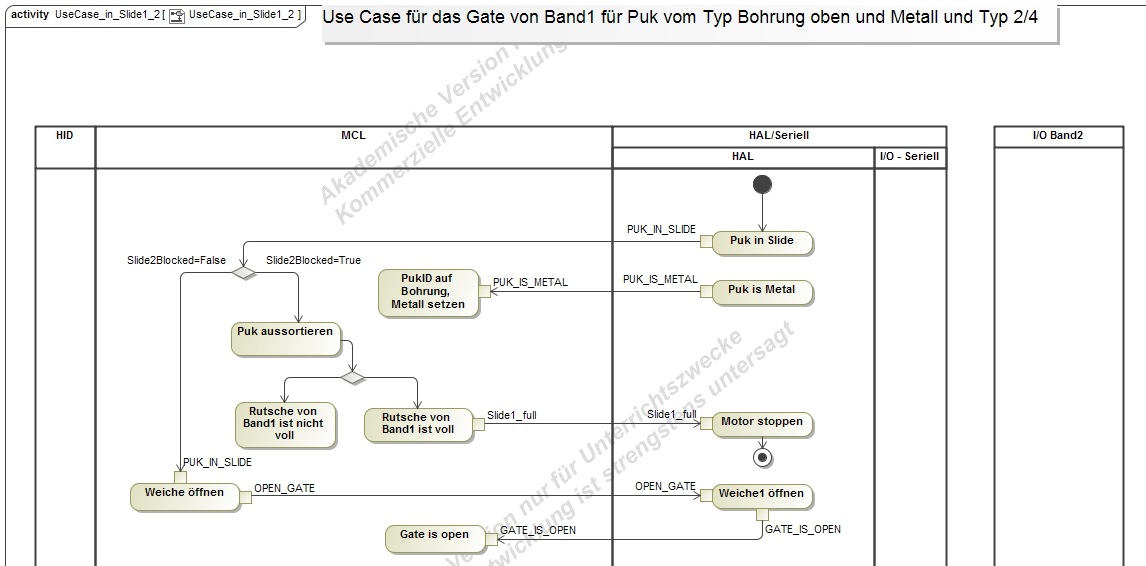 activity UseCase_in_Slide1_2 [ UseCase_in_Slide1_2 ]
Use Case für das Gate von Band1 für Puk vom Typ Bohrung oben und Metall und Typ 2/4
HID
MCL
HAL/Seriell
HAL
I/O - Seriell
I/O Band2
Akademische Version
Kommerzielle Entwicklung
PUK_IN_SLIDE
Puk in Slide
Slide2Blocked=False
Slide2Blocked=True
PukID auf
Bohrung,
Metall setzen
PUK_IS_METAL
PUK_IS_METAL
Puk is Metal
Puk aussortieren
Rutsche von
Band1 ist nicht
voll
Rutsche von
Band1 ist voll
Slide1_full
Slide1_full
Motor stoppen
PUK_IN_SLIDE
Weiche öffnen
OPEN_GATE
OPEN_GATE
Weiche1 öffnen
Gate is open
GATE_IS_OPEN
GATE_IS_OPEN
Version nur für Unterrichtszwecke
ntwicklung ist strengstens untersagt